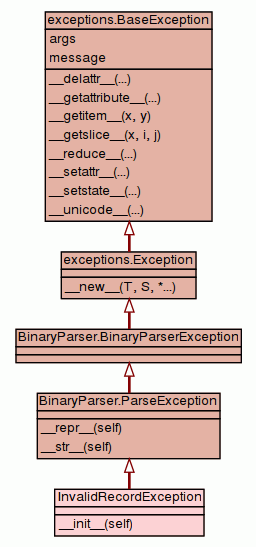 exceptions.BaseException
args
message
__delattr__(...)
__getattribute__(...)
__getitem__(x, y)
__getslice__(x, i, j)
__reduce__(...)
__setattr__(...)
__setstate__(...)
__unicode__(...)
exceptions.Exception
__new__(T, S, *...)
BinaryParser.BinaryParserException
BinaryParser.ParseException
__repr__(self)
__str__(self)
InvalidRecordException
__init__(self)